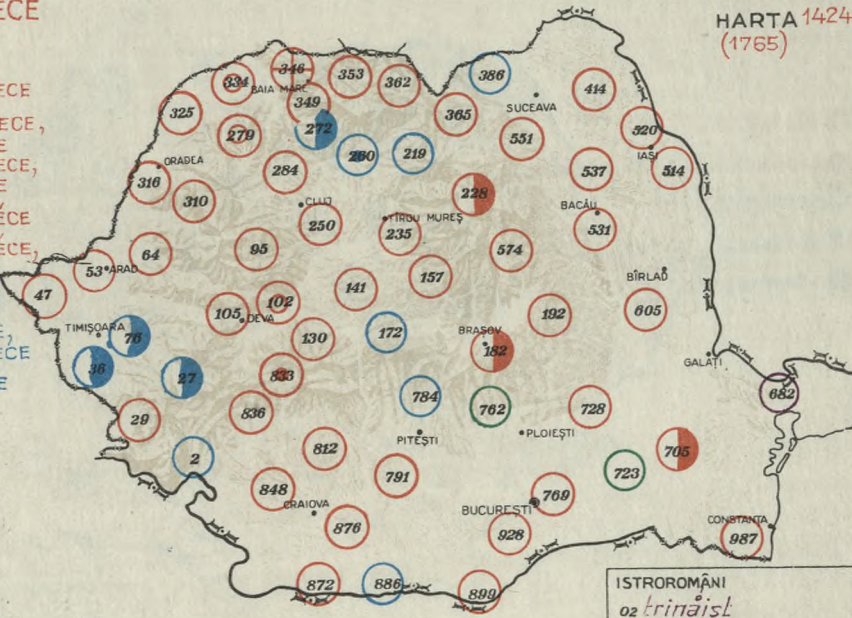 ECE
HARTA 1424
(1765)
ECE
ECE,
E
ECE,
E
ECE
ECE,
ECE
E
346
334
BAIA MARE
349
353
362
386
365
SUCEAVA
414
325
279
272
260
219
551
520
IAȘI
514
ORADEA
316
310
284
CLUJ
250
TÎRGU MUREȘ
235
228
537
BACĂU
531
64
95
574
BÎRLAD
53
ARAD
47
105
DEVA
102
141
157
192
605
TIMIȘOARA
76
36
27
130
172
BRAȘOV
182
GALAȚI
682
833
29
836
784
762
728
PITEȘTI
PLOIEȘTI
2
812
791
705
723
848
CRAIOVA
876
BUCUREȘTI
769
928
CONSTANȚA
987
872
886
899
ISTROROMÂNI
02 trinåist